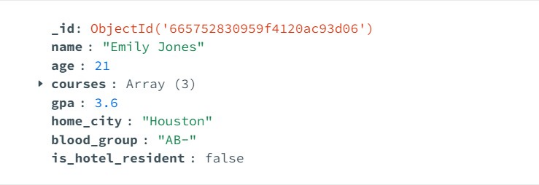 _id: ObjectId('665752830959f4120ac93d06')
name : "Emily Jones"
age : 21
courses : Array (3)
gpa : 3.6
home_city : "Houston"
blood_group : "AB-"
is_hotel_resident : false